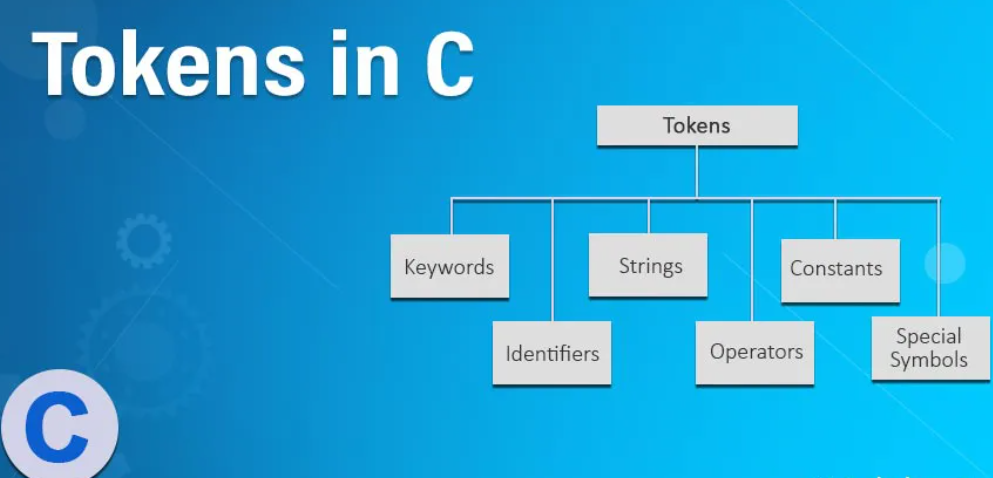 Tokens in C
Tokens
Keywords
Strings
Constants
Identifiers
Operators
Special
Symbols
C